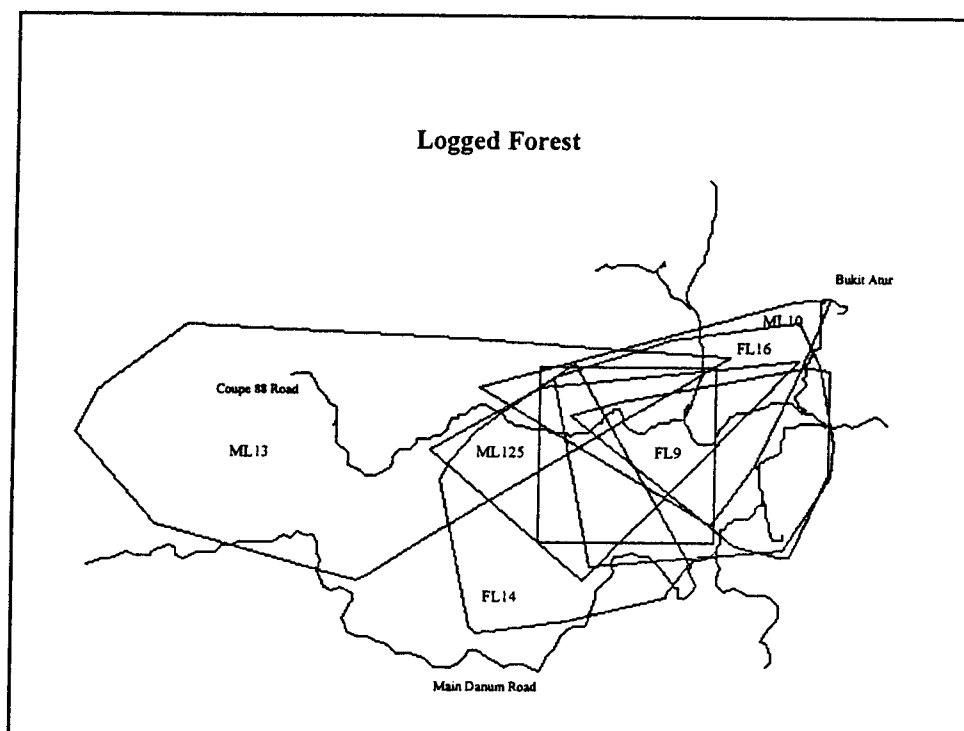 Logged Forest
Bukit Atur
ML10
FL16
Coupe 88 Road
ML13
ML125
FL9
FL14
Main Danum Road